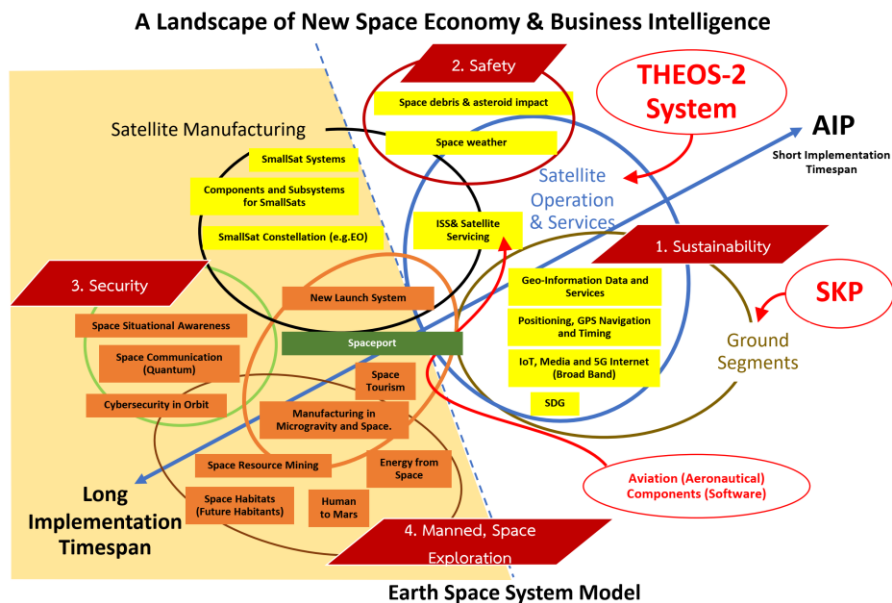 A Landscape of New Space Economy & Business Intelligence
2. Safety
THEOS-2
System
Space debris & asteroid impact
AIP
Short Implementation
Timespan
Satellite Manufacturing
Space weather
SmallSat Systems
Satellite
Operation
& Services
Components and Subsystems
for SmallSats
ISS& Satellite
Servicing
SmallSat Constellation (e.g.EO)
1. Sustainability
3. Security
Geo-Information Data and
Services
SKP
New Launch System
Space Situational Awareness
Positioning, GPS Navigation
and Timing
Spaceport
Ground
Segments
Space Communication
(Quantum)
IoT, Media and 5G Internet
(Broad Band)
Space
Tourism
Cybersecurity in Orbit
SDG
Manufacturing in
Microgravity and Space.
Space Resource Mining
Energy from
Space
Aviation (Aeronautical)
Components (Software)
Long
Implementation
Timespan
Space Habitats
(Future Habitants)
Human
to Mars
4. Manned, Space
Exploration
Earth Space System Model